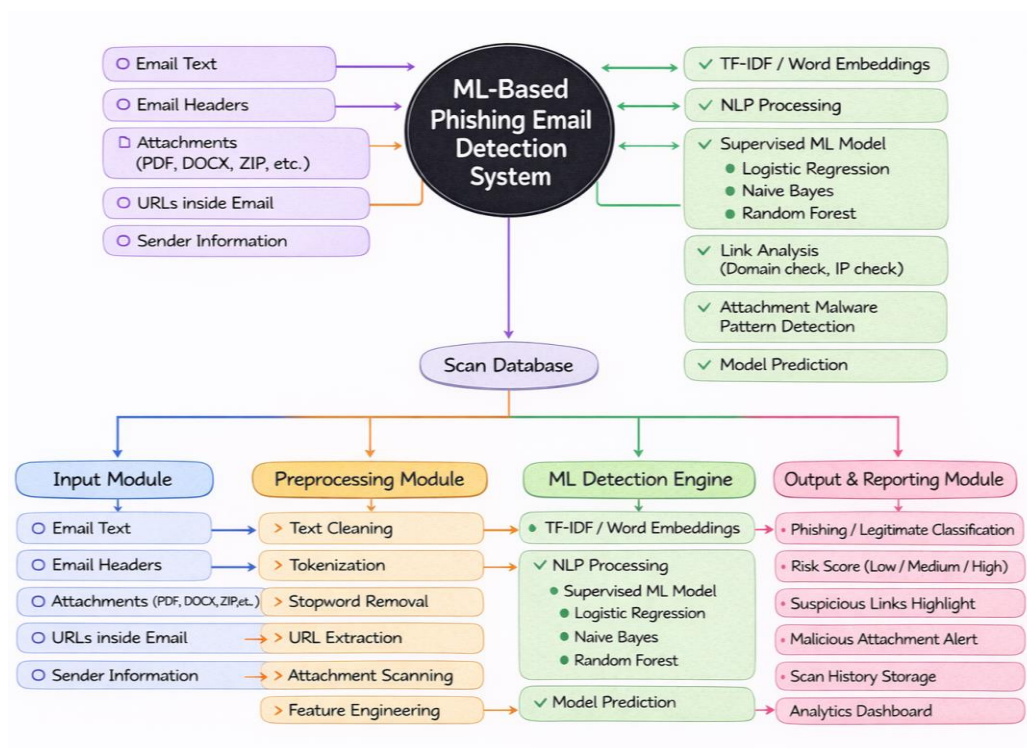 Email Text
Email Headers
Attachments
(PDF, DOCX, ZIP, etc.)
URLs inside Email
Sender Information
ML-Based
Phishing Email
Detection
System
TF-IDF / Word Embeddings
NLP Processing
Supervised ML Model
Logistic Regression
Naive Bayes
Random Forest
Link Analysis
(Domain check, IP check)
Attachment Malware
Pattern Detection
Model Prediction
Scan Database
Input Module
Email Text
Email Headers
Attachments (PDF, DOCX, ZIP,et..)
URLs inside Email
Sender Information
Preprocessing Module
Text Cleaning
Tokenization
Stopword Removal
URL Extraction
Attachment Scanning
Feature Engineering
ML Detection Engine
TF-IDF / Word Embeddings
NLP Processing
Supervised ML Model
Logistic Regression
Naive Bayes
Random Forest
Model Prediction
Output & Reporting Module
Phishing / Legitimate Classification
Risk Score (Low / Medium / High)
Suspicious Links Highlight
Malicious Attachment Alert
Scan History Storage
Analytics Dashboard